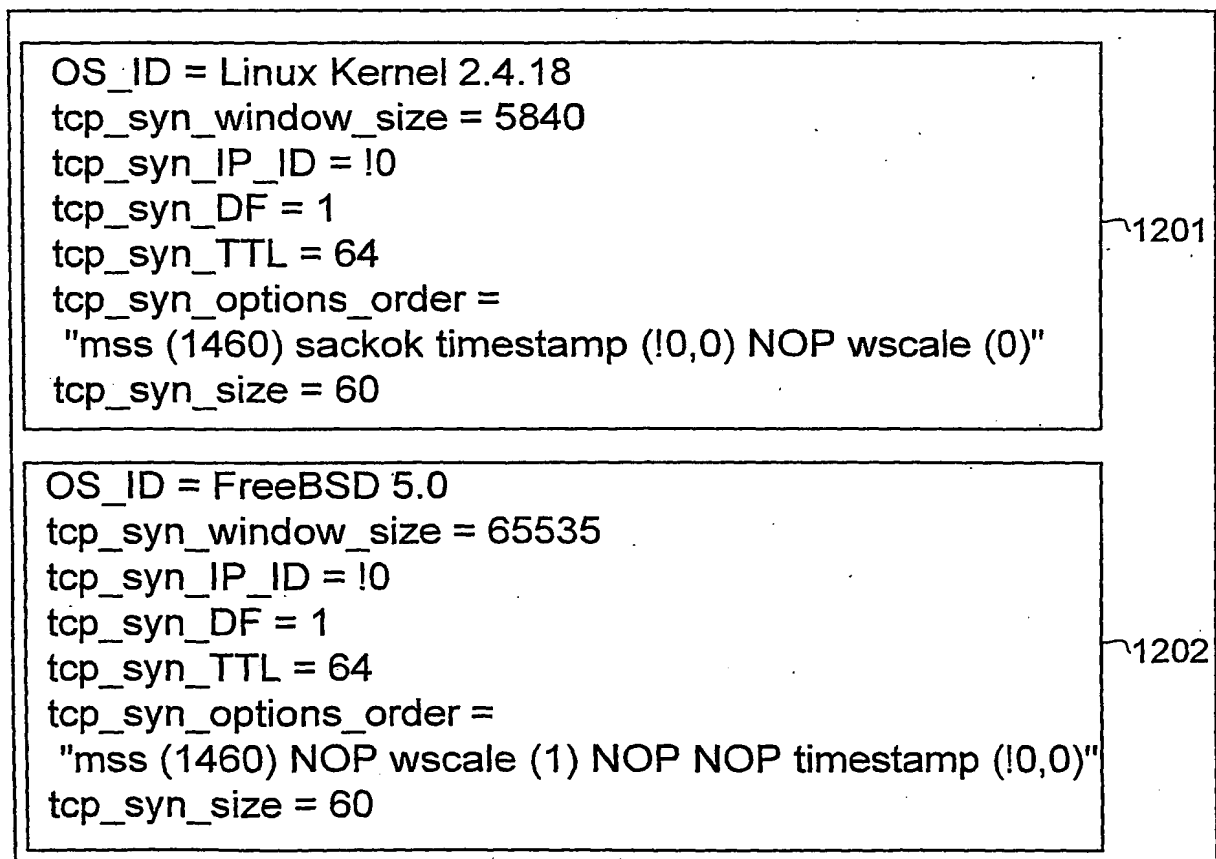 OS_ID = Linux Kernel 2.4.18
tcp_syn_window_size = 5840
tcp_syn_IP_ID = !0
tcp_syn_DF = 1
tcp_syn_TTL = 64
tcp_syn_options_order =
"mss (1460) sackok timestamp (!0,0) NOP wscale (0)"
tcp_syn_size = 60
1201
OS_ID = FreeBSD 5.0
tcp_syn_window_size = 65535
tcp_syn_IP_ID = !0
tcp_syn_DF = 1
tcp_syn_TTL = 64
tcp_syn_options_order =
"mss (1460) NOP wscale (1) NOP NOP timestamp (!0,0)"
tcp_syn_size = 60
1202